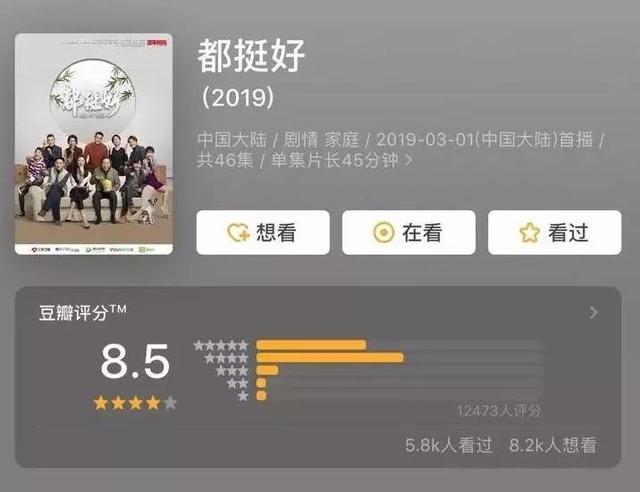 都挺好
(2019)
中国大陆 / 剧情 家庭 / 2019-03-01(中国大陆)首播 /
共46集 / 单集片长45分钟
都挺好
想看
在看
看过
豆瓣评分™
8.5
12473人评分
5.8k人看过 8.2k人想看